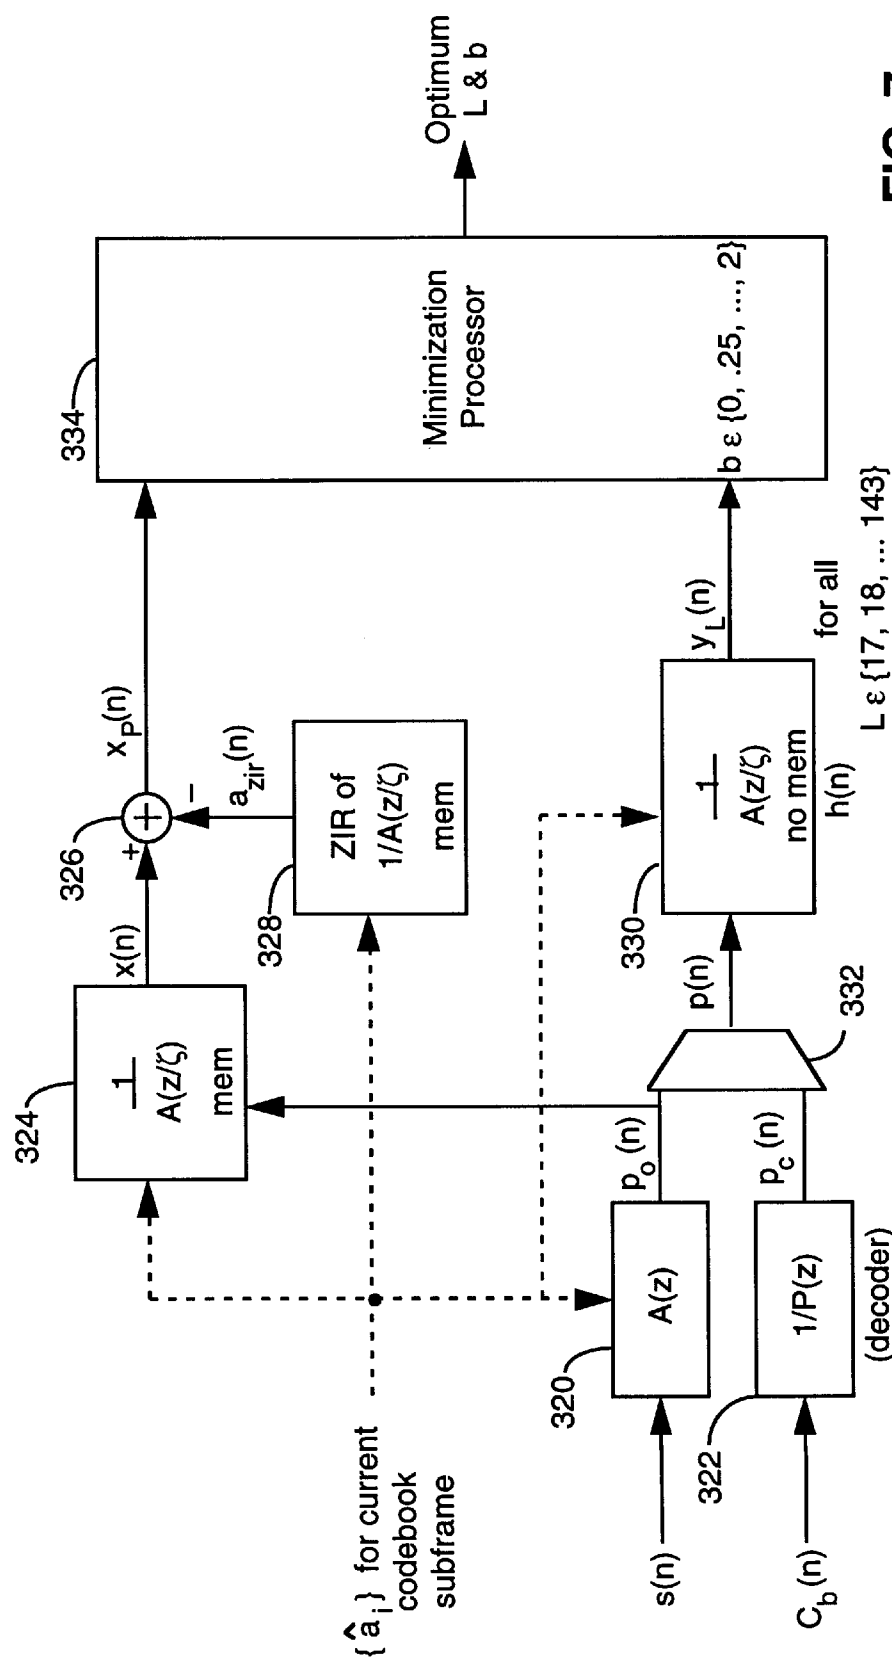 324
1
A(z/ζ)
mem
x(n)
326
+
+
−
x_P(n)
a_zir(n)
328
ZIR of
1/A(z/ζ)
mem
334
Minimization
Processor
b ε {0, .25, ..., 2}
Optimum
L & b
{â_i} for current
codebook
subframe
s(n)
320
A(z)
p_o(n)
C_b(n)
322
1/P(z)
(decoder)
p_c(n)
332
p(n)
330
1
A(z/ζ)
no mem
h(n)
y_L(n)
for all
L ε {17, 18, ... 143}